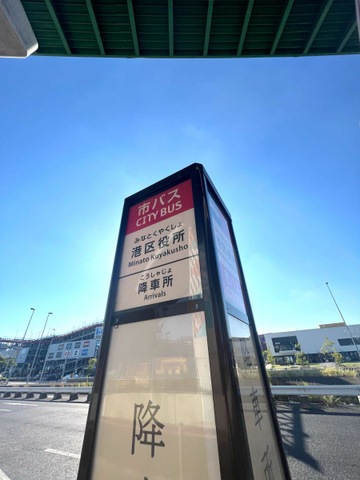 市バス
CITY BUS
みなとくやくしょ
港区役所
Minato Kuyakusho
こうしゃじょ
降車所
Arrivals
降
車